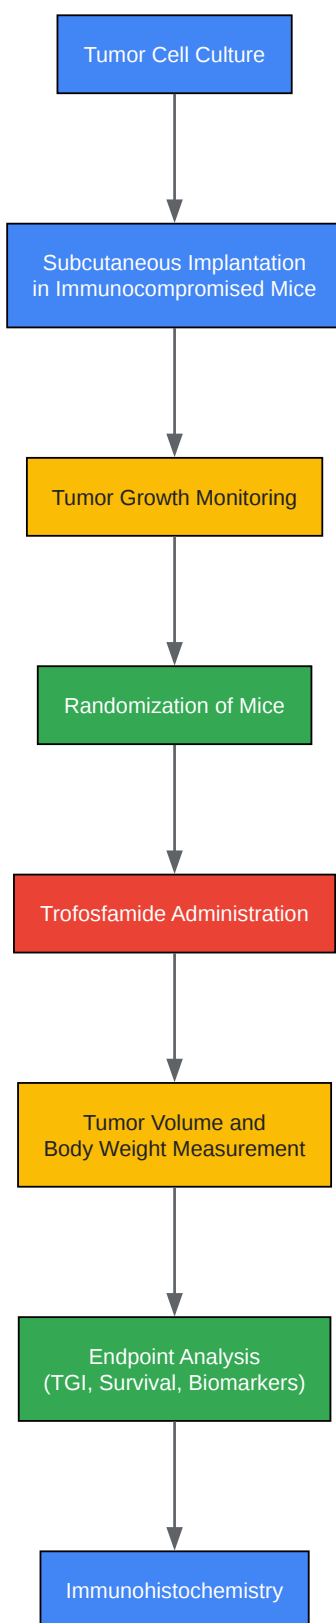 Tumor Cell Culture
Subcutaneous Implantation
in Immunocompromised Mice
Tumor Growth Monitoring
Randomization of Mice
Trofosfamide Administration
Tumor Volume and
Body Weight Measurement
Endpoint Analysis
(TGI, Survival, Biomarkers)
Immunohistochemistry